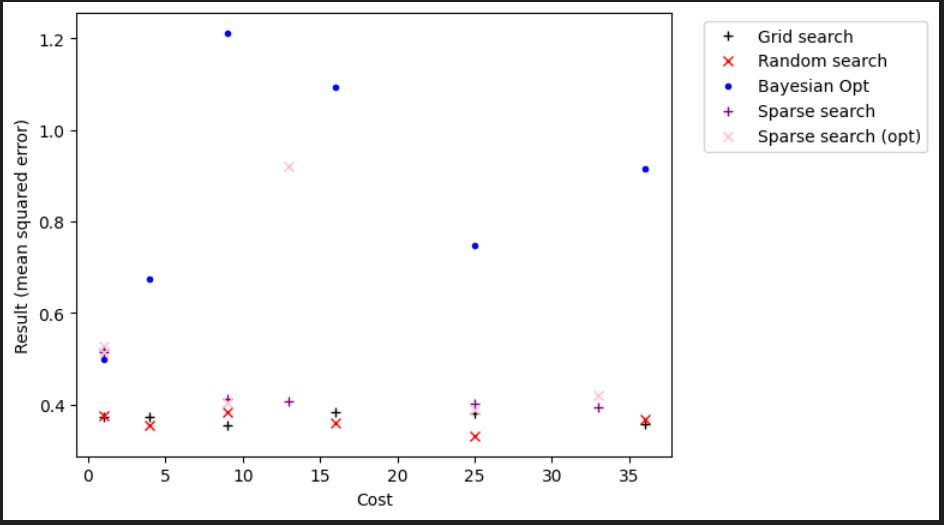 1.2
1.0
0.8
0.6
0.4
Result (mean squared error)
0 5 10 15 20 25 30 35
Cost
Grid search
Random search
Bayesian Opt
Sparse search
Sparse search (opt)